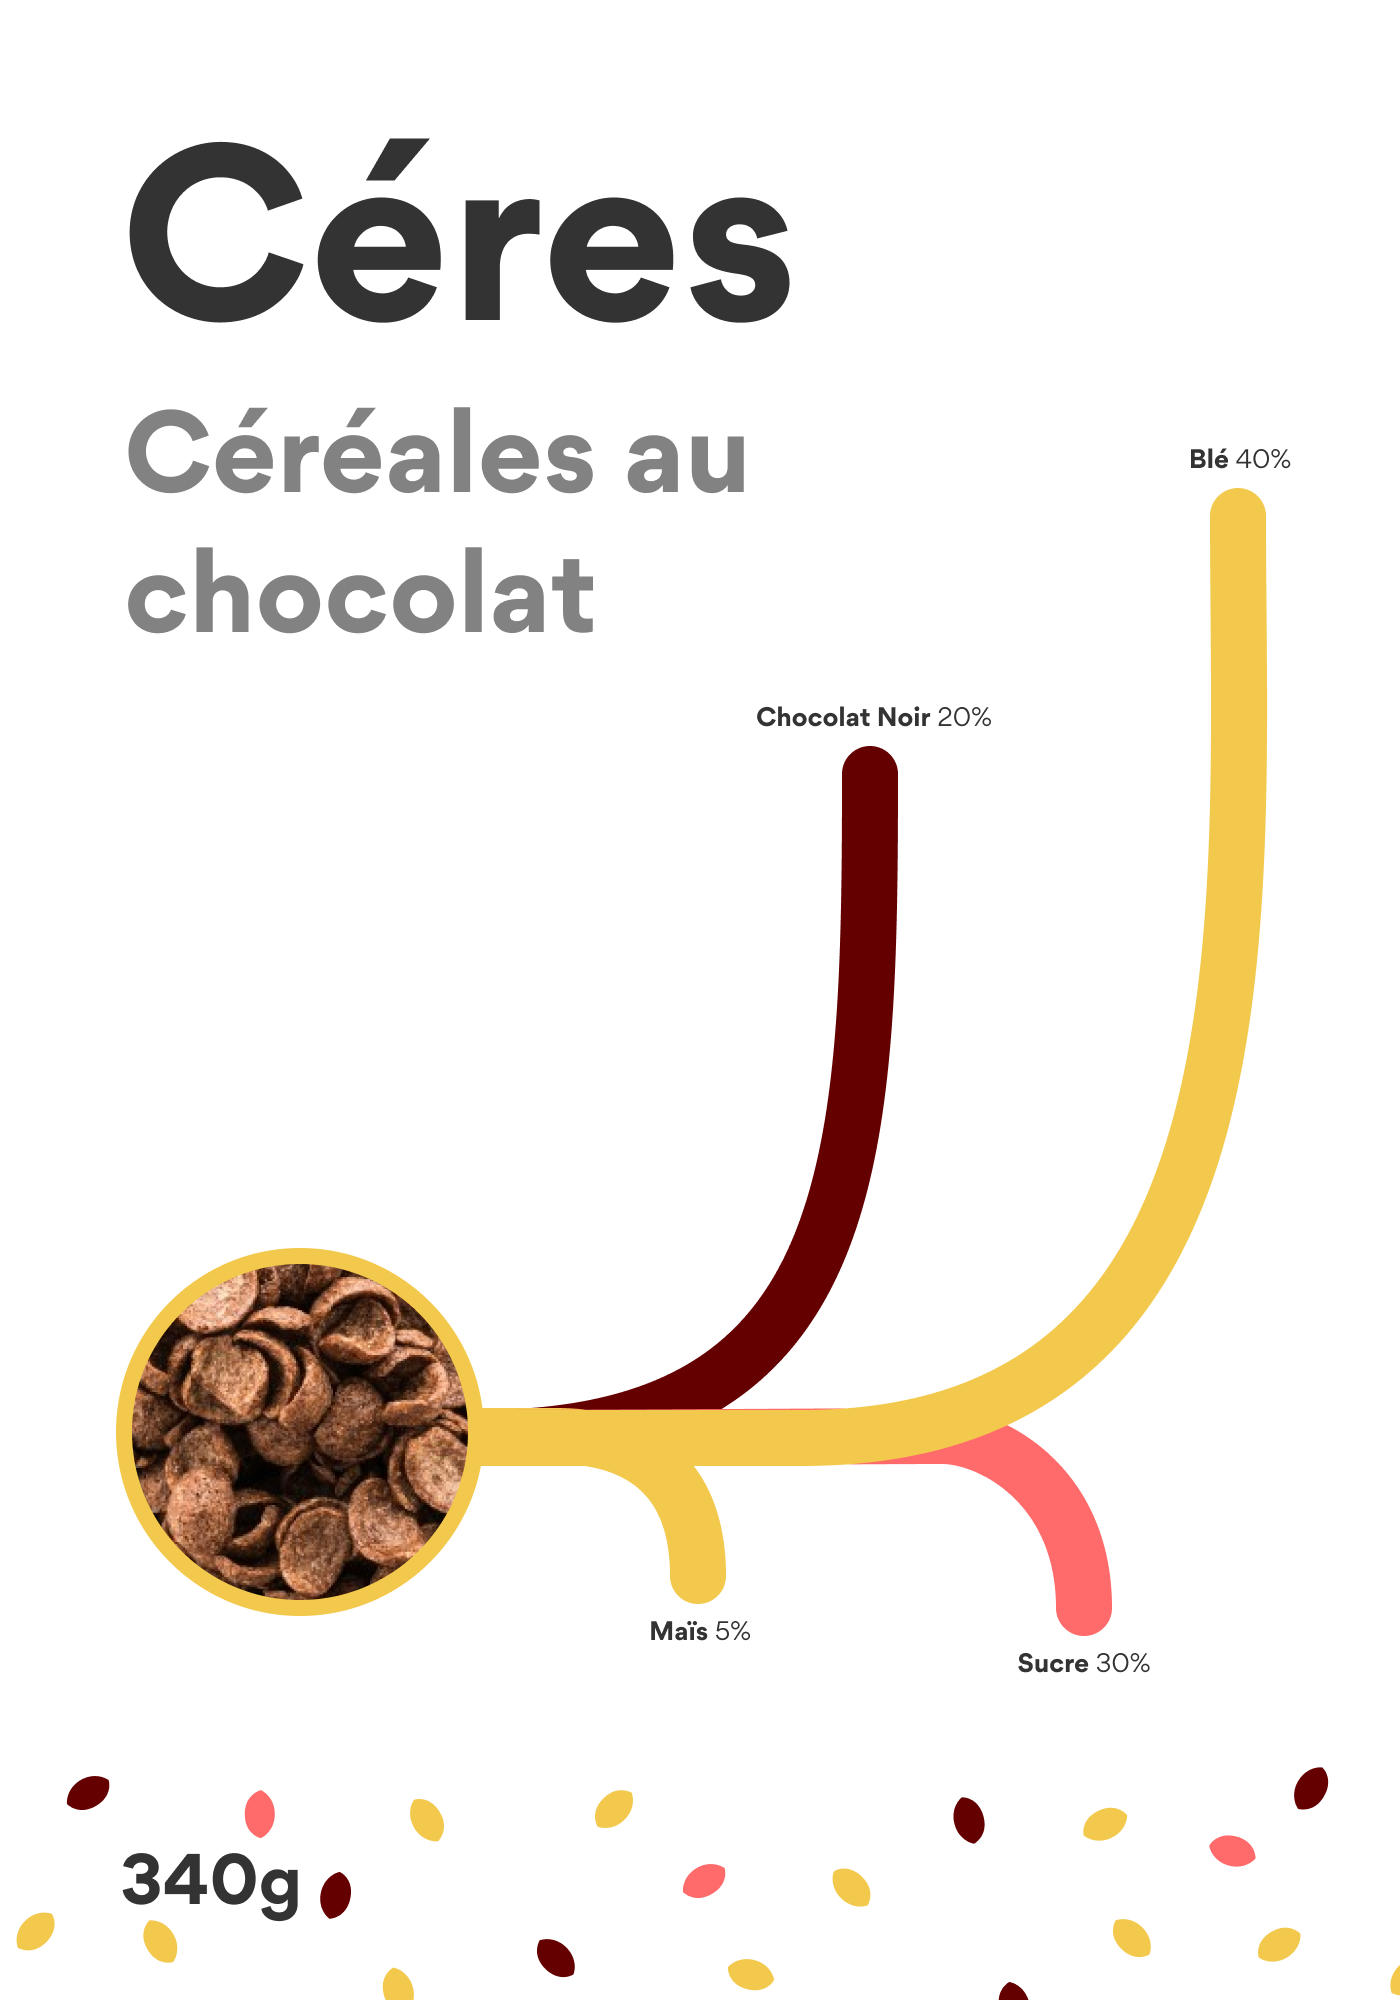 Céres
Céréales au
chocolat
Blé 40%
Chocolat Noir 20%
Maïs 5%
Sucre 30%
340g